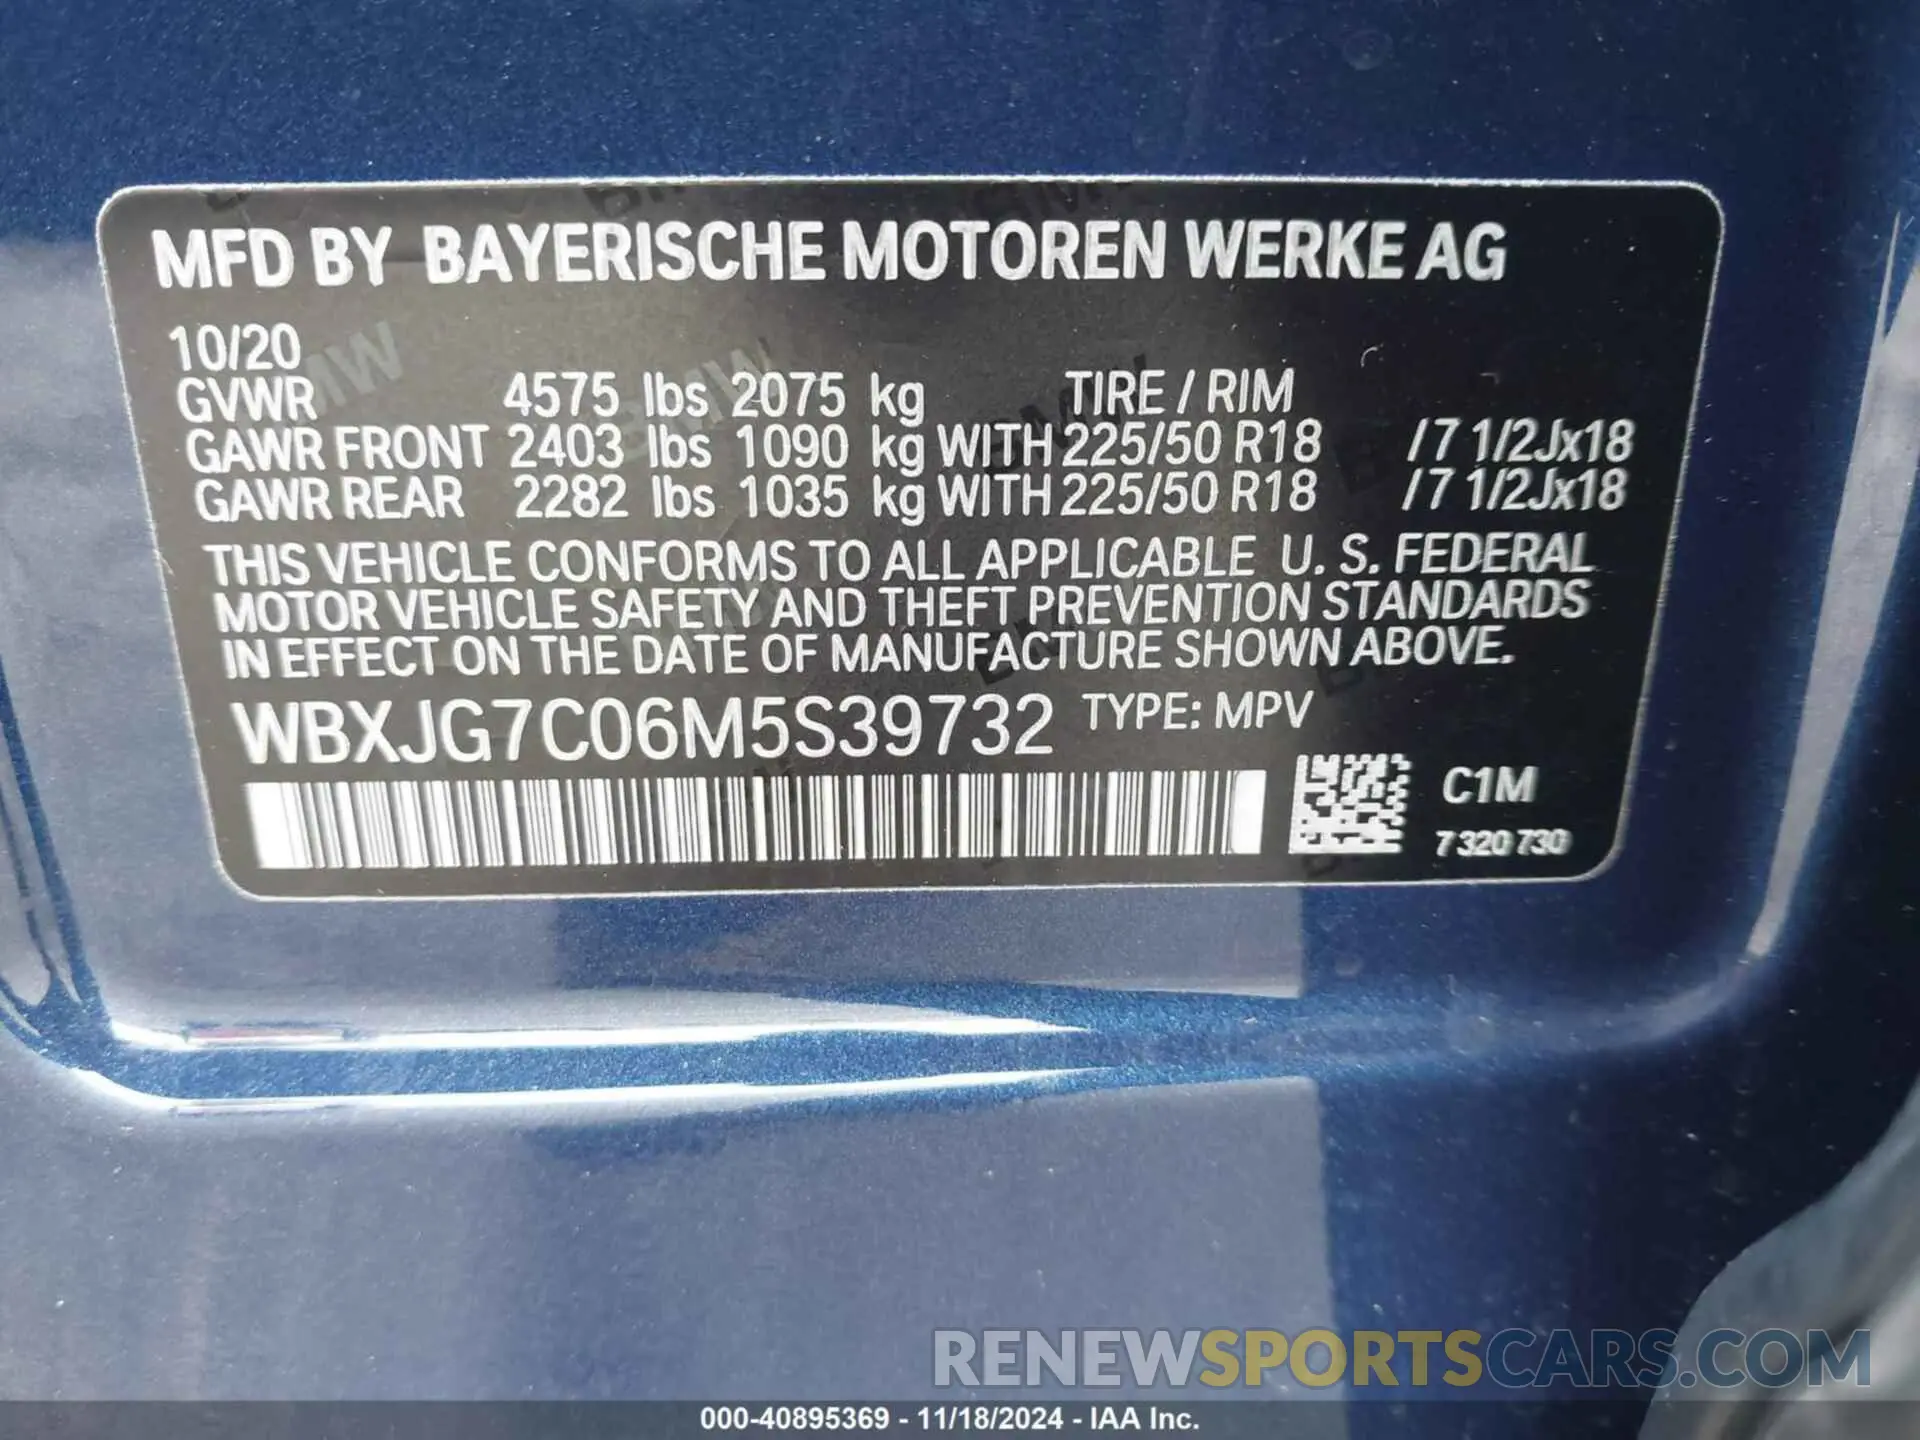 MFD BY BAYERISCHE MOTOREN WERKE AG
10/20
GVWR 4575 lbs 2075 kg TIRE / RIM
GAWR FRONT 2403 lbs 1090 kg WITH 225/50 R18 /7 1/2Jx18
GAWR REAR 2282 lbs 1035 kg WITH 225/50 R18 /7 1/2Jx18
THIS VEHICLE CONFORMS TO ALL APPLICABLE U. S. FEDERAL
MOTOR VEHICLE SAFETY AND THEFT PREVENTION STANDARDS
IN EFFECT ON THE DATE OF MANUFACTURE SHOWN ABOVE.
WBXJG7C06M5S39732 TYPE: MPV
C1M
7 320 730
RENEWSPORTSCARS.COM
000-40895369 - 11/18/2024 - IAA Inc.